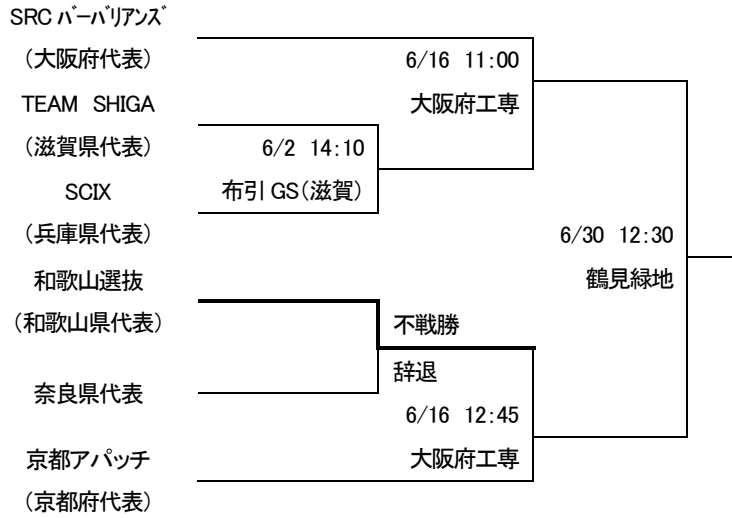 SRC ﾊﾞｰﾊﾞﾘｱﾝｽﾞ
（大阪府代表）
6/16 11:00
TEAM SHIGA
大阪府工専
（滋賀県代表）
6/2 14:10
SCIX
布引 GS（滋賀）
（兵庫県代表）
6/30 12:30
和歌山選抜
鶴見緑地
（和歌山県代表）
不戦勝
辞退
奈良県代表
6/16 12:45
京都アパッチ
大阪府工専
（京都府代表）